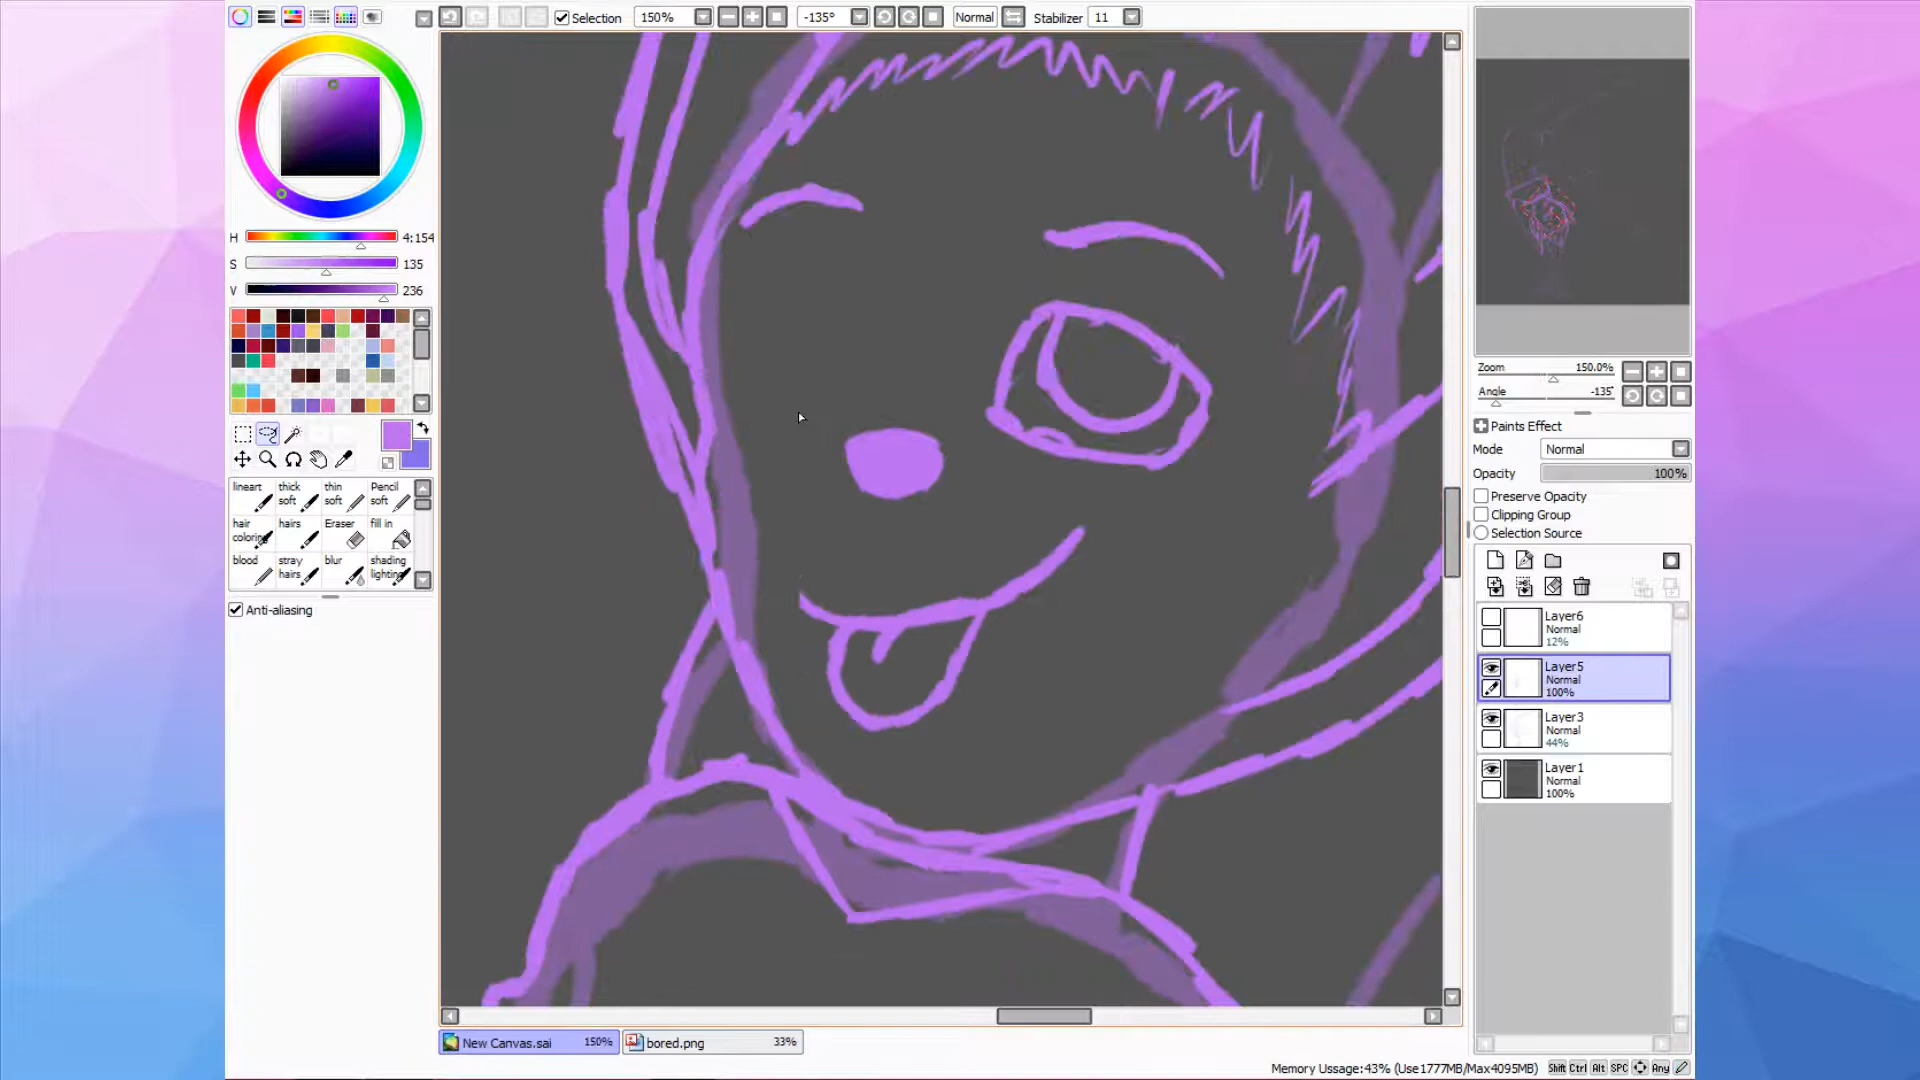 Selection 150% -135° Normal Stabilizer 11
H 4:154
S 135
V 236
lineart thick soft thin soft Pencil soft
hair coloring hairs Eraser fill in
blood stray hairs blur shading lighting
Anti-aliasing
Zoom 150.0%
Angle -135°
Paints Effect
Mode Normal
Opacity 100%
Preserve Opacity
Clipping Group
Selection Source
Layer6
Normal
12%
Layer5
Normal
100%
Layer3
Normal
44%
Layer1
Normal
100%
New Canvas.sai 150% bored.png 33%
Memory Ussage:43% (Use1777MB/Max4095MB) Shift Ctrl Alt SPC Any